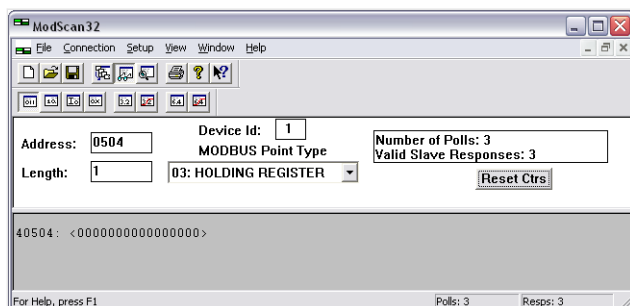 ModScan32
File Connection Setup View Window Help
Address: 0504
Device Id: 1
MODBUS Point Type
Length: 1
03: HOLDING REGISTER
Number of Polls: 3
Valid Slave Responses: 3
Reset Ctrs
40504: <0000000000000000>
For Help, press F1
Polls: 3
Resps: 3